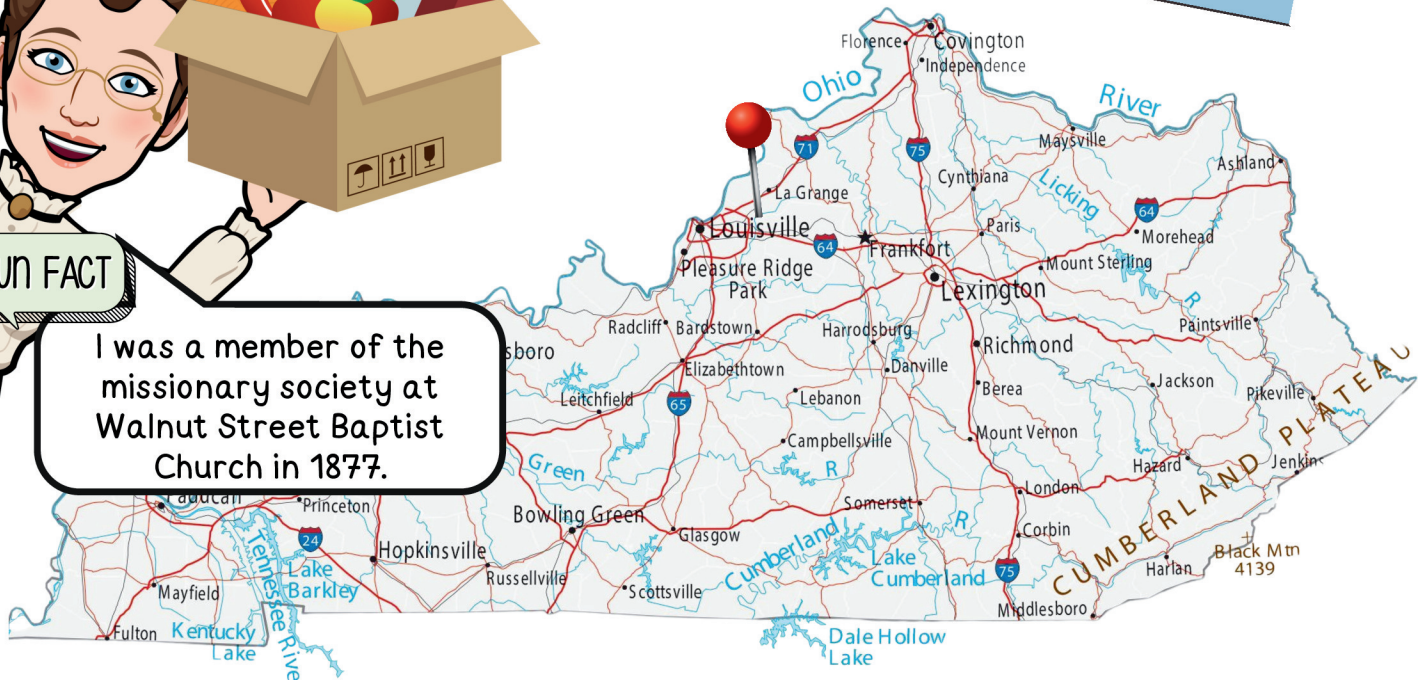 Florence
Covington
Independence
Ohio
River
Maysville
Ashland
71
75
La Grange
Cynthiana
Licking
64
Morehead
Paris
Louisville
64
Frankfort
Mount Sterling
Pleasure Ridge
Park
Lexington
R
FUN FACT
I was a member of the
missionary society at
Walnut Street Baptist
Church in 1877.
sboro
Radcliff
Bardstown
Harrodsburg
Richmond
Paintsville
Elizabethtown
Danville
Leitchfield
65
Lebanon
Berea
Jackson
Pikeville
Campbellsville
Mount Vernon
Green
R
Hazard
Jenkins
CUMBERLAND PLATEAU
Paducah
Princeton
Bowling Green
Somerset
London
24
Hopkinsville
Glasgow
Cumberland
R
Corbin
Tennessee River
Lake
Barkley
Russellville
Scottsville
Lake
Cumberland
75
Harlan
Black Mtn
4139
Mayfield
Middlesboro
Fulton
Kentucky
Lake
Dale Hollow
Lake